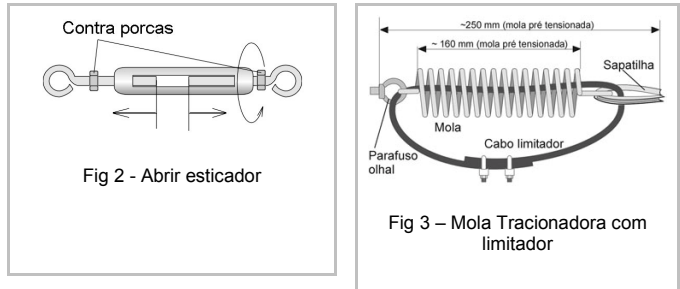 Contra porcas
Fig 2 - Abrir esticador
~250 mm (mola pré tensionada)
~ 160 mm (mola pré tensionada)
Sapatilha
Mola
Cabo limitador
Parafuso
olhal
Fig 3 – Mola Tracionadora com
limitador